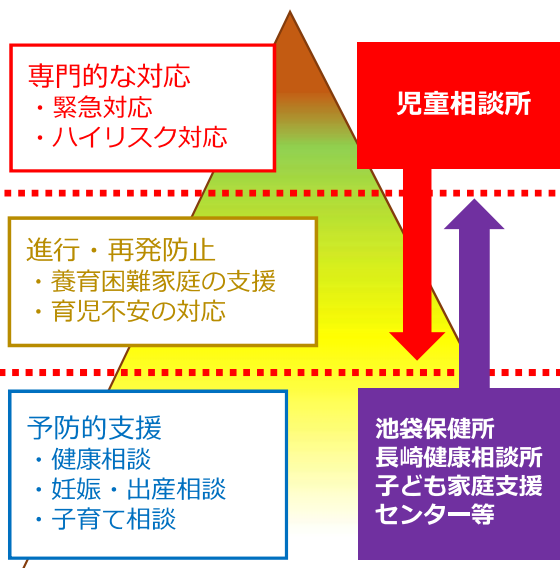 専門的な対応
・緊急対応
・ハイリスク対応
児童相談所
進行・再発防止
・養育困難家庭の支援
・育児不安の対応
予防的支援
・健康相談
・妊娠・出産相談
・子育て相談
池袋保健所
長崎健康相談所
子ども家庭支援
センター等